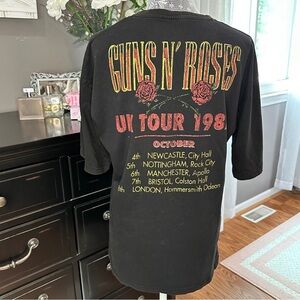 GUNS N' ROSES
UK TOUR 198
OCTOBER
4th NEWCASTLE, City Hall
5th NOTTINGHAM, Rock City
6th MANCHESTER, Apollo
7th BRISTOL, Colston Hall
8th LONDON, Hammersmith Odeon